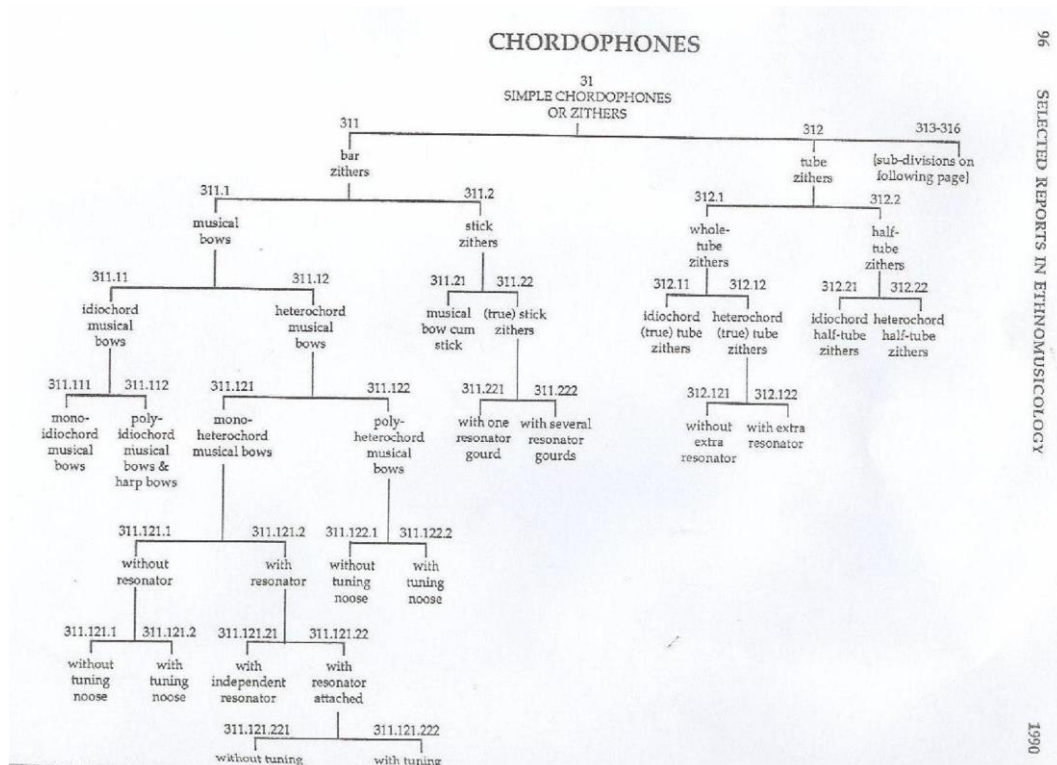 CHORDOPHONES
96
SELECTED REPORTS IN ETHNOMUSICOLOGY
1990
31
SIMPLE CHORDOPHONES
OR ZITHERS
311
312
313-316
bar
zithers
tube
zithers
[sub-divisions on
following page]
311.1
311.2
312.1
312.2
musical
bows
stick
zithers
whole-
tube
zithers
half-
tube
zithers
311.11
311.12
311.21
311.22
312.11
312.12
312.21
312.22
idiochord
musical
bows
heterochord
musical
bows
musical
bow cum
stick
(true) stick
zithers
idiochord
(true) tube
zithers
heterochord
(true) tube
zithers
idiochord
half-tube
zithers
heterochord
half-tube
zithers
311.111
311.112
311.121
311.122
311.221
311.222
312.121
312.122
mono-
idiochord
musical
bows
poly-
idiochord
musical
bows &
harp bows
mono-
heterochord
musical bows
poly-
heterochord
musical
bows
with one
resonator
gourd
with several
resonator
gourds
without
extra
resonator
with extra
resonator
311.121.1
311.121.2
311.122.1
311.122.2
without
resonator
with
resonator
without
tuning
noose
with
tuning
noose
311.121.1
311.121.2
311.121.21
311.121.22
without
tuning
noose
with
tuning
noose
with
independent
resonator
with
resonator
attached
311.121.221
311.121.222
without tuning
with tuning